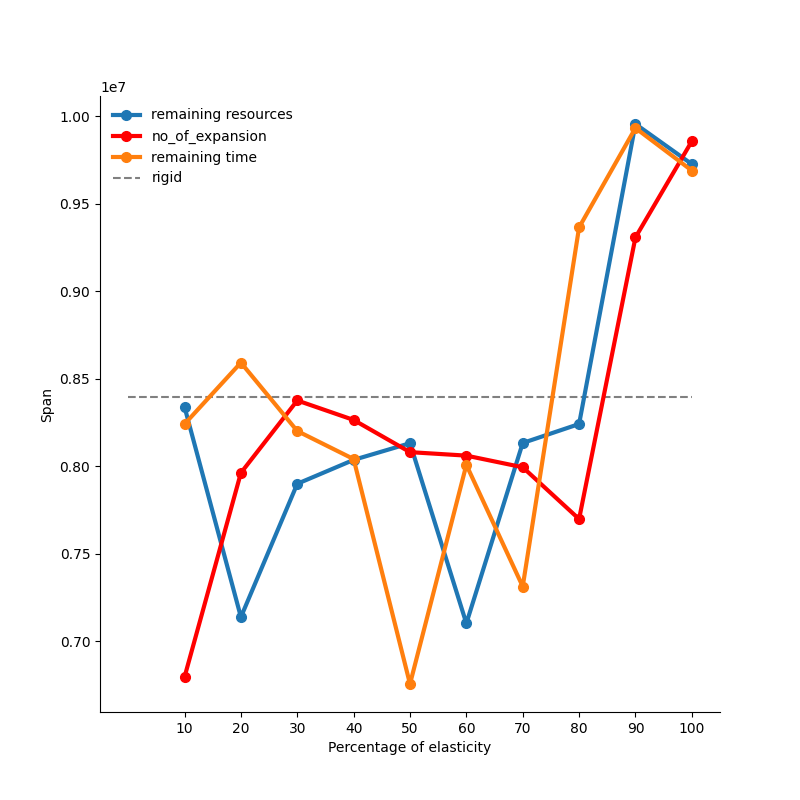 1e7
1.00
0.95
0.90
0.85
0.80
0.75
0.70
Span
remaining resources
no_of_expansion
remaining time
rigid
10 20 30 40 50 60 70 80 90 100
Percentage of elasticity